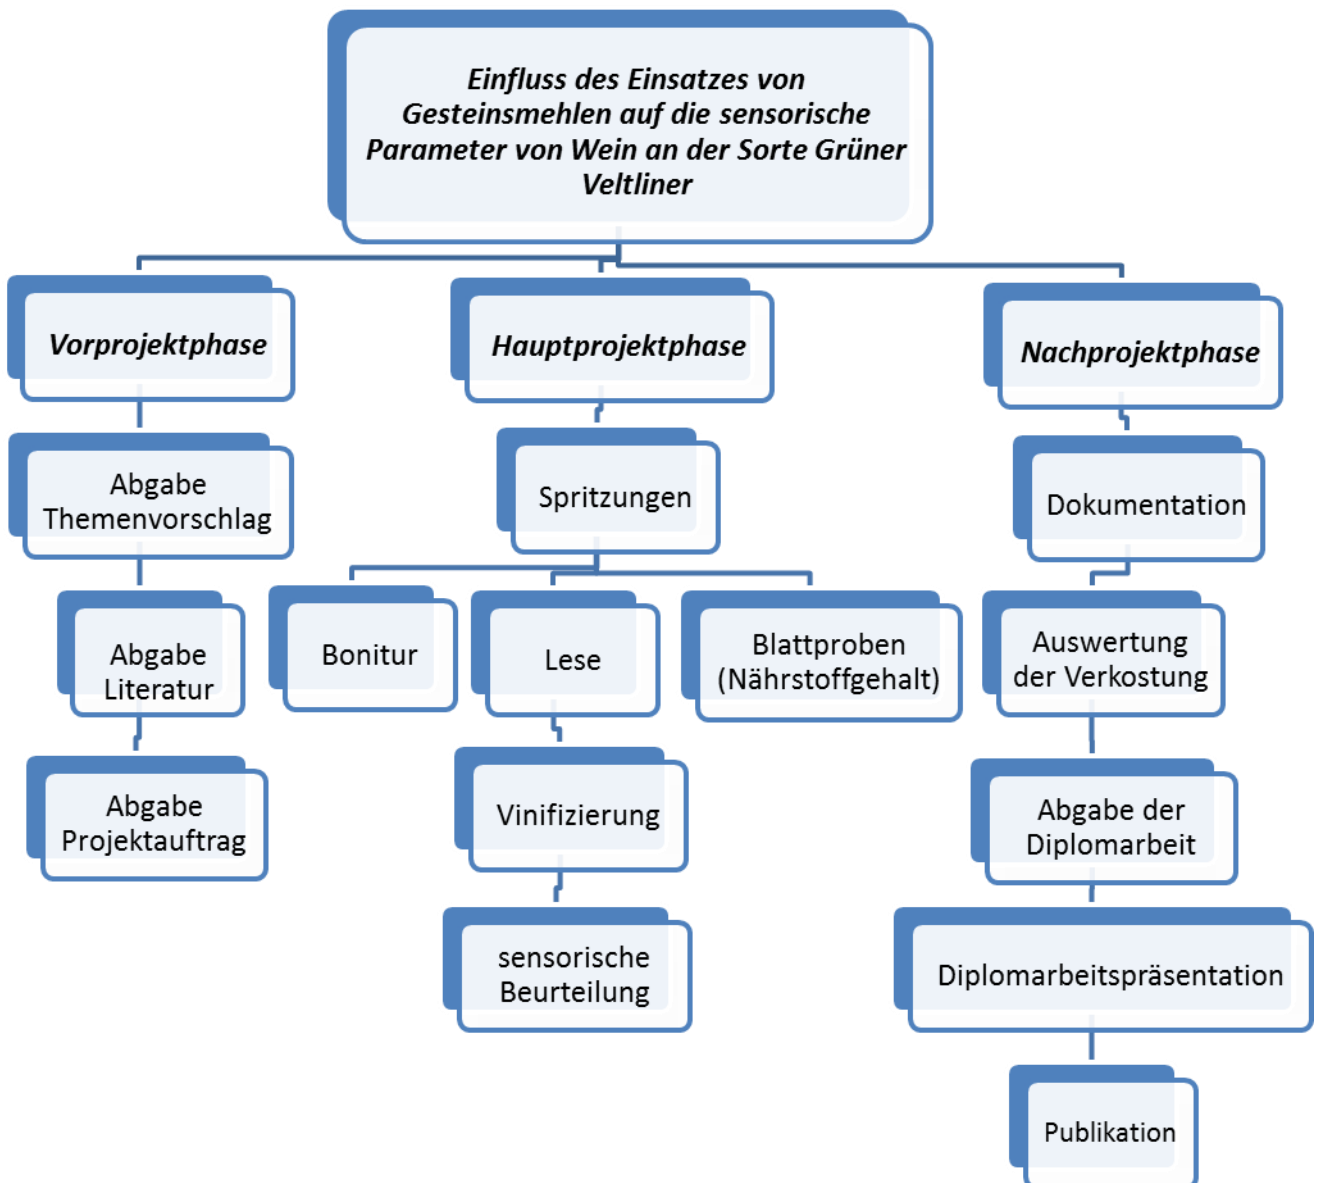 Einfluss des Einsatzes von
Gesteinsmehlen auf die sensorische
Parameter von Wein an der Sorte Grüner
Veltliner
Vorprojektphase
Hauptprojektphase
Nachprojektphase
Abgabe
Themenvorschlag
Spritzungen
Dokumentation
Abgabe
Literatur
Bonitur
Lese
Blattproben
(Nährstoffgehalt)
Auswertung
der Verkostung
Abgabe
Projektauftrag
Vinifizierung
Abgabe der
Diplomarbeit
sensorische
Beurteilung
Diplomarbeitspräsentation
Publikation